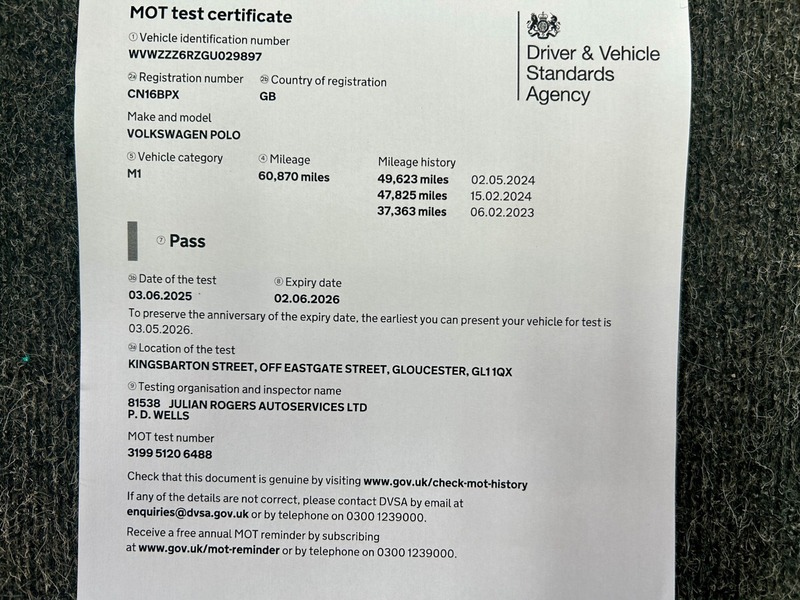 MOT test certificate
① Vehicle identification number
WVWZZZ6RZGU029897
Driver & Vehicle
Standards
Agency
②ᵃ Registration number ②ᵇ Country of registration
CN16BPX GB
Make and model
VOLKSWAGEN POLO
⑤ Vehicle category ④ Mileage Mileage history
M1 60,870 miles 49,623 miles 02.05.2024
47,825 miles 15.02.2024
37,363 miles 06.02.2023
⑦ Pass
③ᵇ Date of the test ⑧ Expiry date
03.06.2025 02.06.2026
To preserve the anniversary of the expiry date, the earliest you can present your vehicle for test is
03.05.2026.
③ᵃ Location of the test
KINGSBARTON STREET, OFF EASTGATE STREET, GLOUCESTER, GL1 1QX
⑨ Testing organisation and inspector name
81538 JULIAN ROGERS AUTOSERVICES LTD
P. D. WELLS
MOT test number
3199 5120 6488
Check that this document is genuine by visiting www.gov.uk/check-mot-history
If any of the details are not correct, please contact DVSA by email at
enquiries@dvsa.gov.uk or by telephone on 0300 1239000.
Receive a free annual MOT reminder by subscribing
at www.gov.uk/mot-reminder or by telephone on 0300 1239000.